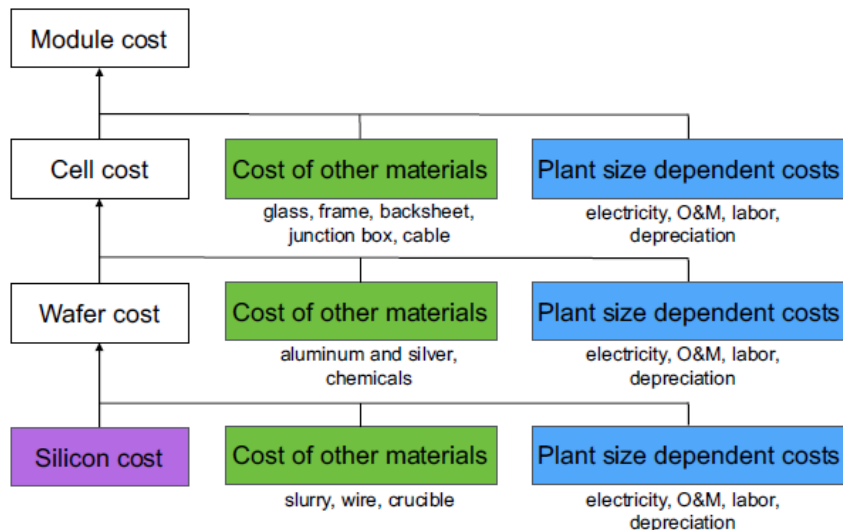 Module cost
Cell cost
Cost of other materials
Plant size dependent costs
glass, frame, backsheet,
junction box, cable
electricity, O&M, labor,
depreciation
Wafer cost
Cost of other materials
Plant size dependent costs
aluminum and silver,
chemicals
electricity, O&M, labor,
depreciation
Silicon cost
Cost of other materials
Plant size dependent costs
slurry, wire, crucible
electricity, O&M, labor,
depreciation